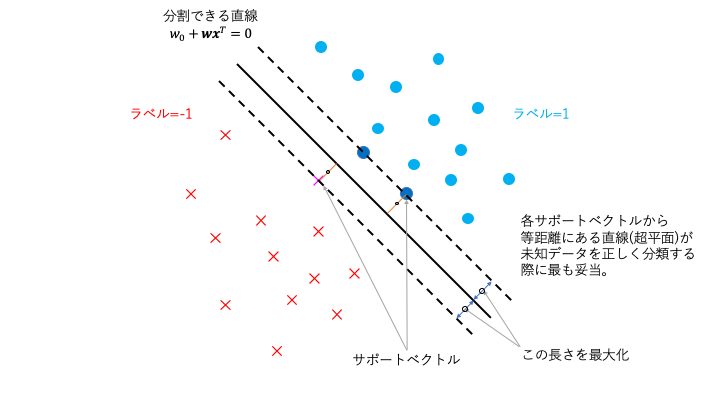 分割できる直線
w₀ + wxᵀ = 0
ラベル=-1
ラベル=1
各サポートベクトルから
等距離にある直線(超平面)が
未知データを正しく分類する
際に最も妥当。
サポートベクトル
この長さを最大化